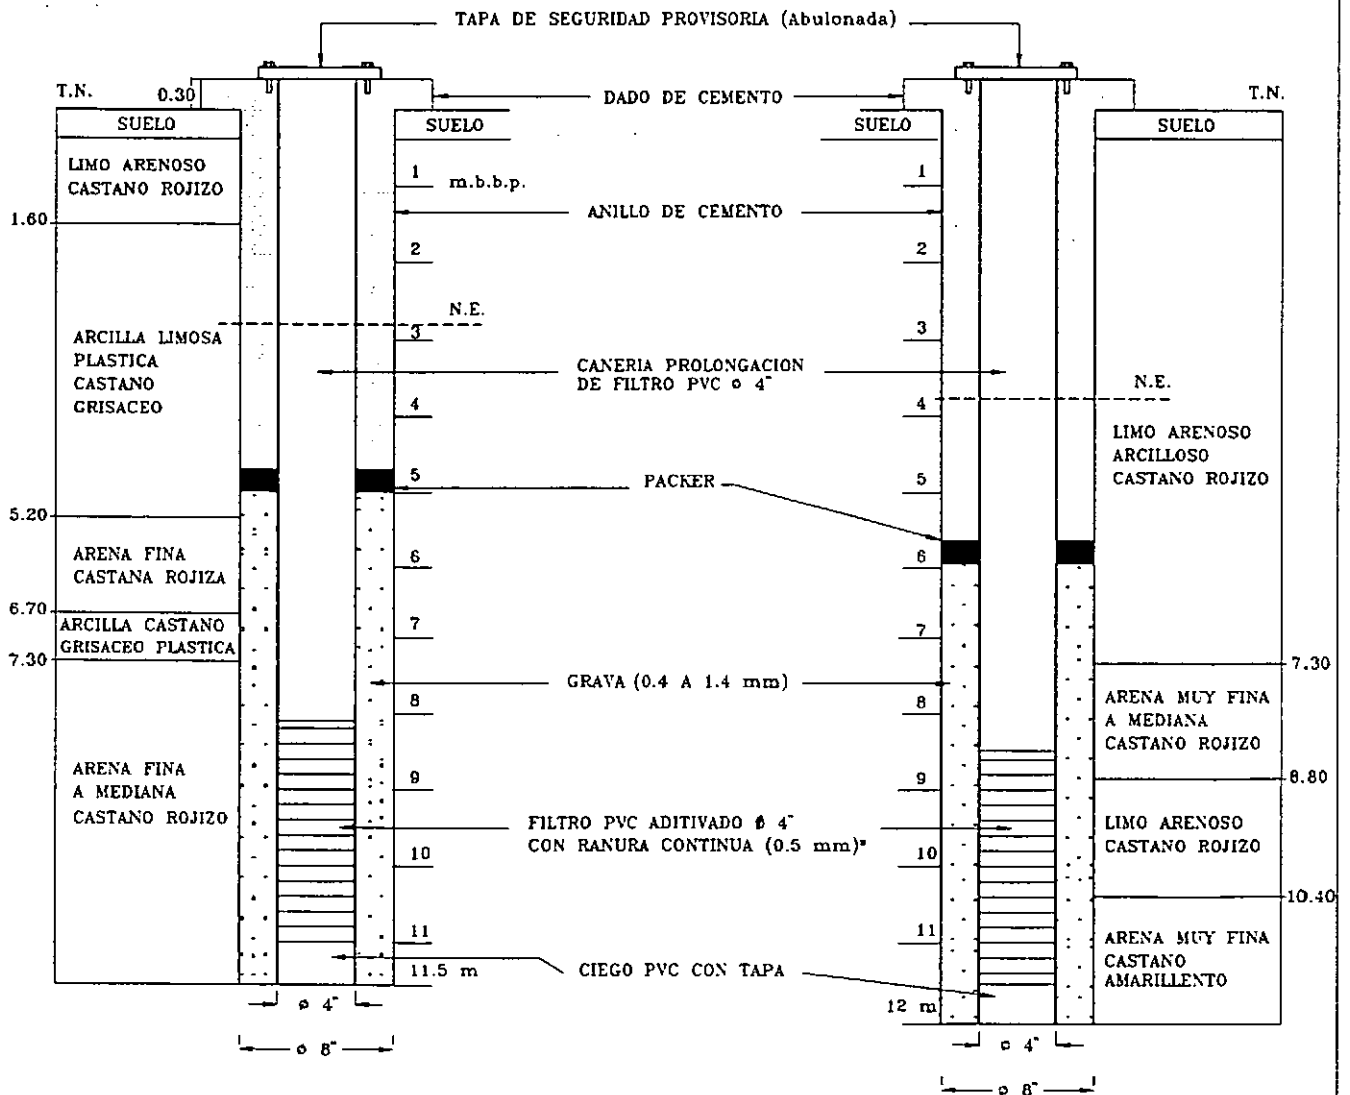 TAPA DE SEGURIDAD PROVISORIA (Abulonada)
T.N.
0.30
DADO DE CEMENTO
T.N.
SUELO
SUELO
SUELO
SUELO
LIMO ARENOSO
CASTANO ROJIZO
1.60
1
m.b.b.p.
1
ANILLO DE CEMENTO
2
2
N.E.
3
3
ARCILLA LIMOSA
PLASTICA
CASTANO
GRISACEO
CANERIA PROLONGACION
DE FILTRO PVC ø 4"
N.E.
4
4
LIMO ARENOSO
ARCILLOSO
CASTANO ROJIZO
5
PACKER
5
5.20
ARENA FINA
CASTANA ROJIZA
6
6
6.70
ARCILLA CASTANO
GRISACEO PLASTICA
7
7
7.30
7.30
GRAVA (0.4 A 1.4 mm)
8
8
ARENA MUY FINA
A MEDIANA
CASTANO ROJIZO
8.80
ARENA FINA
A MEDIANA
CASTANO ROJIZO
9
9
FILTRO PVC ADITIVADO ø 4"
CON RANURA CONTINUA (0.5 mm)"
LIMO ARENOSO
CASTANO ROJIZO
10
10
10.40
11
11
ARENA MUY FINA
CASTANO
AMARILLENTO
11.5 m
CIEGO PVC CON TAPA
12 m
ø 4"
ø 8"
ø 4"
ø 8"